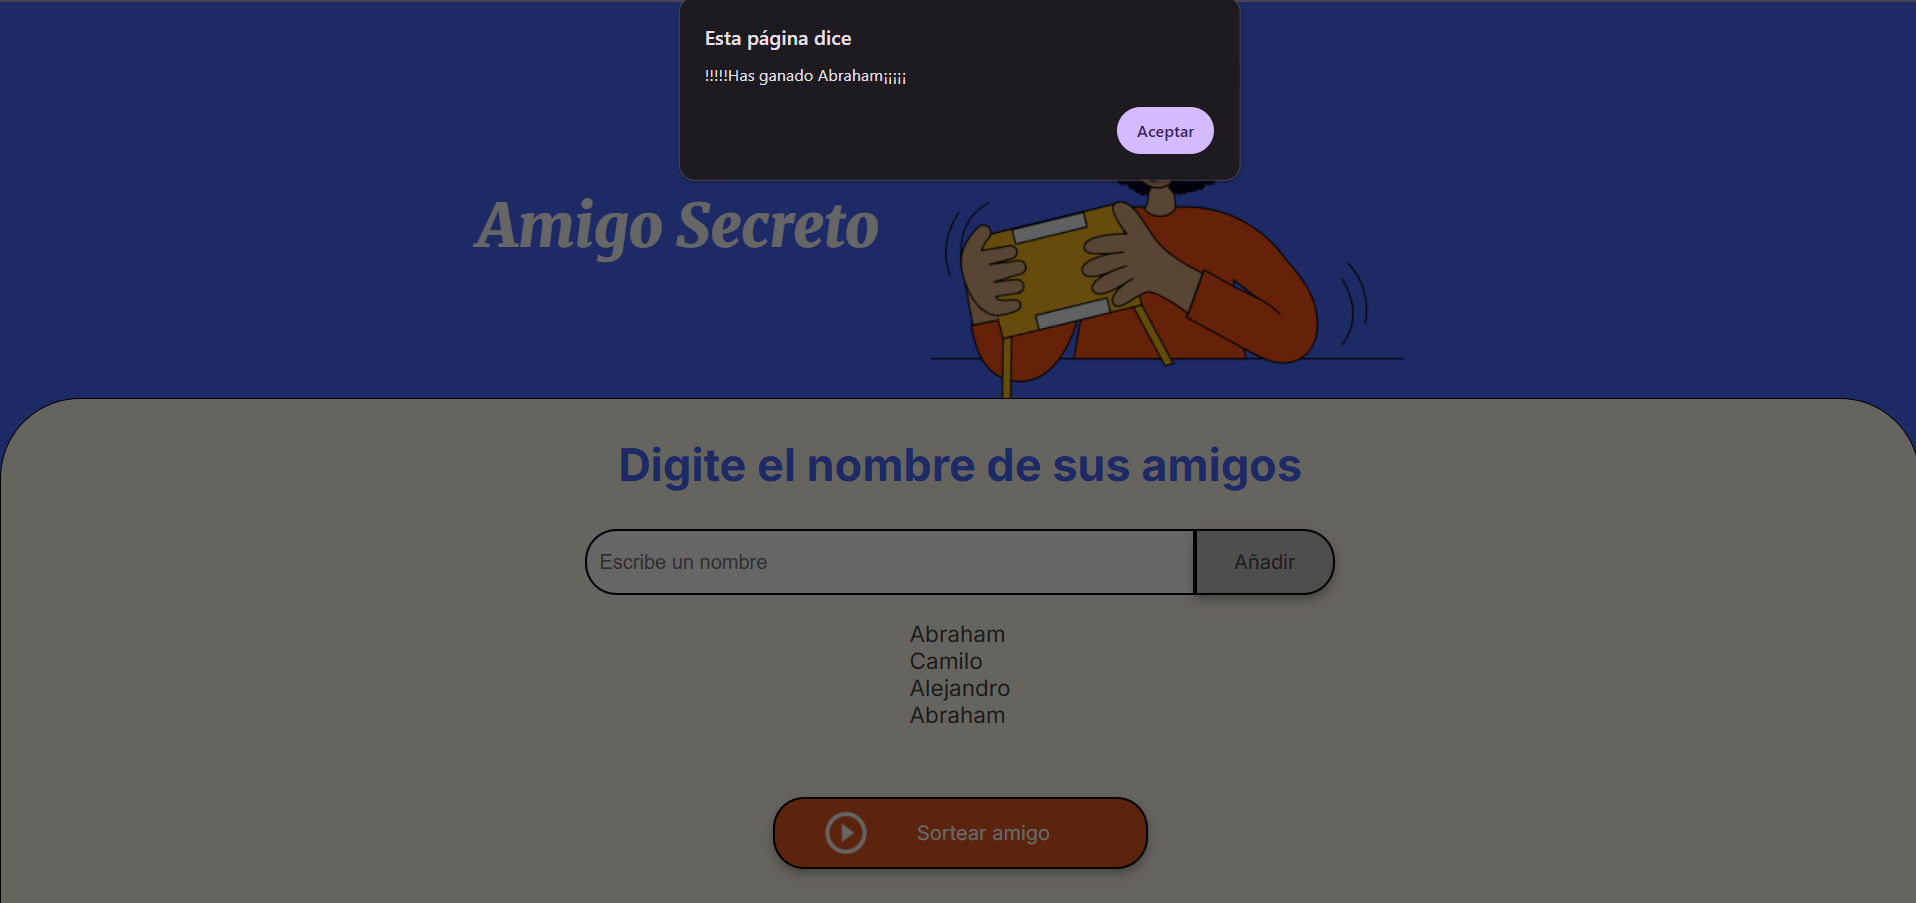 Esta página dice
!!!!!Has ganado Abraham¡¡¡¡¡
Aceptar
Amigo Secreto
Digite el nombre de sus amigos
Escribe un nombre
Añadir
Abraham
Camilo
Alejandro
Abraham
Sortear amigo